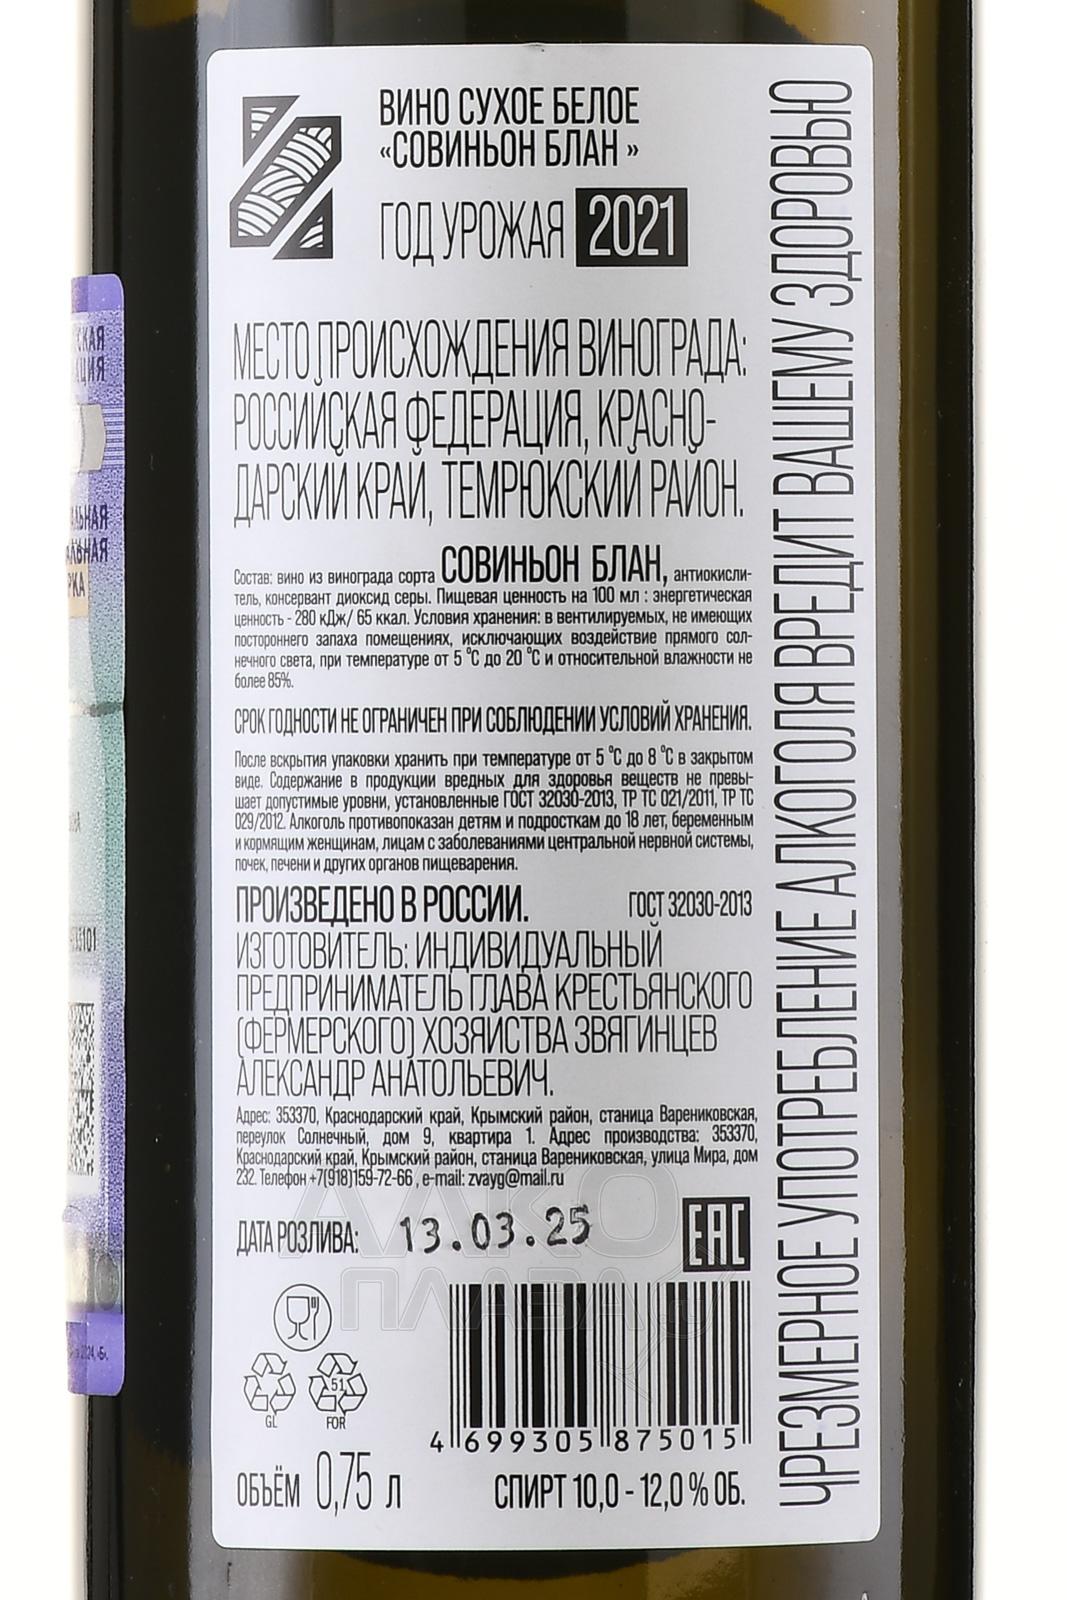 ВИНО СУХОЕ БЕЛОЕ
«СОВИНЬОН БЛАН »
ГОД УРОЖАЯ 2021
МЕСТО ПРОИСХОЖДЕНИЯ ВИНОГРАДА:
РОССИЙСКАЯ ФЕДЕРАЦИЯ, КРАСНО-
ДАРСКИЙ КРАЙ, ТЕМРЮКСКИЙ РАЙОН.
Состав: вино из винограда сорта СОВИНЬОН БЛАН, антиокисли-
тель, консервант диоксид серы. Пищевая ценность на 100 мл : энергетическая
ценность - 280 кДж/ 65 ккал. Условия хранения: в вентилируемых, не имеющих
постороннего запаха помещениях, исключающих воздействие прямого сол-
нечного света, при температуре от 5 °С до 20 °С и относительной влажности не
более 85%.
СРОК ГОДНОСТИ НЕ ОГРАНИЧЕН ПРИ СОБЛЮДЕНИИ УСЛОВИЙ ХРАНЕНИЯ.
После вскрытия упаковки хранить при температуре от 5 °С до 8 °С в закрытом
виде. Содержание в продукции вредных для здоровья веществ не превы-
шает допустимые уровни, установленные ГОСТ 32030-2013, ТР ТС 021/2011, ТР ТС
029/2012. Алкоголь противопоказан детям и подросткам до 18 лет, беременным
и кормящим женщинам, лицам с заболеваниями центральной нервной системы,
почек, печени и других органов пищеварения.
ПРОИЗВЕДЕНО В РОССИИ. ГОСТ 32030-2013
ИЗГОТОВИТЕЛЬ: ИНДИВИДУАЛЬНЫЙ
ПРЕДПРИНИМАТЕЛЬ ГЛАВА КРЕСТЬЯНСКОГО
(ФЕРМЕРСКОГО) ХОЗЯЙСТВА ЗВЯГИНЦЕВ
АЛЕКСАНДР АНАТОЛЬЕВИЧ.
Адрес: 353370, Краснодарский край, Крымский район, станица Варениковская,
переулок Солнечный, дом 9, квартира 1. Адрес производства: 353370,
Краснодарский край, Крымский район, станица Варениковская, улица Мира, дом
232. Телефон +7(918)159-72-66 , e-mail: zvayg@mail.ru
ДАТА РОЗЛИВА: 13.03.25
EAC
51
GL FOR
4 699305 875015
ОБЪЁМ 0,75 л СПИРТ 10,0 - 12,0 % ОБ.
ЧРЕЗМЕРНОЕ УПОТРЕБЛЕНИЕ АЛКОГОЛЯ ВРЕДИТ ВАШЕМУ ЗДОРОВЬЮ
АЛКО
ПЛАВА